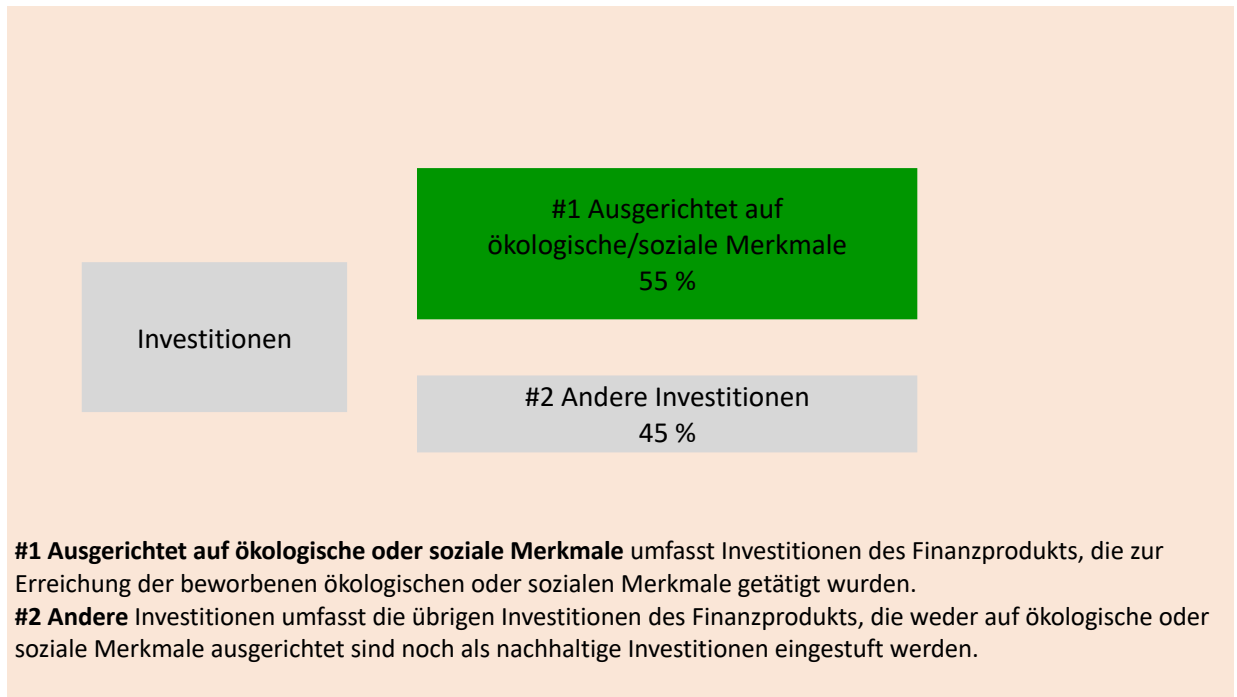 #1 Ausgerichtet auf
ökologische/soziale Merkmale
55 %
Investitionen
#2 Andere Investitionen
45 %
#1 Ausgerichtet auf ökologische oder soziale Merkmale umfasst Investitionen des Finanzprodukts, die zur
Erreichung der beworbenen ökologischen oder sozialen Merkmale getätigt wurden.
#2 Andere Investitionen umfasst die übrigen Investitionen des Finanzprodukts, die weder auf ökologische oder
soziale Merkmale ausgerichtet sind noch als nachhaltige Investitionen eingestuft werden.